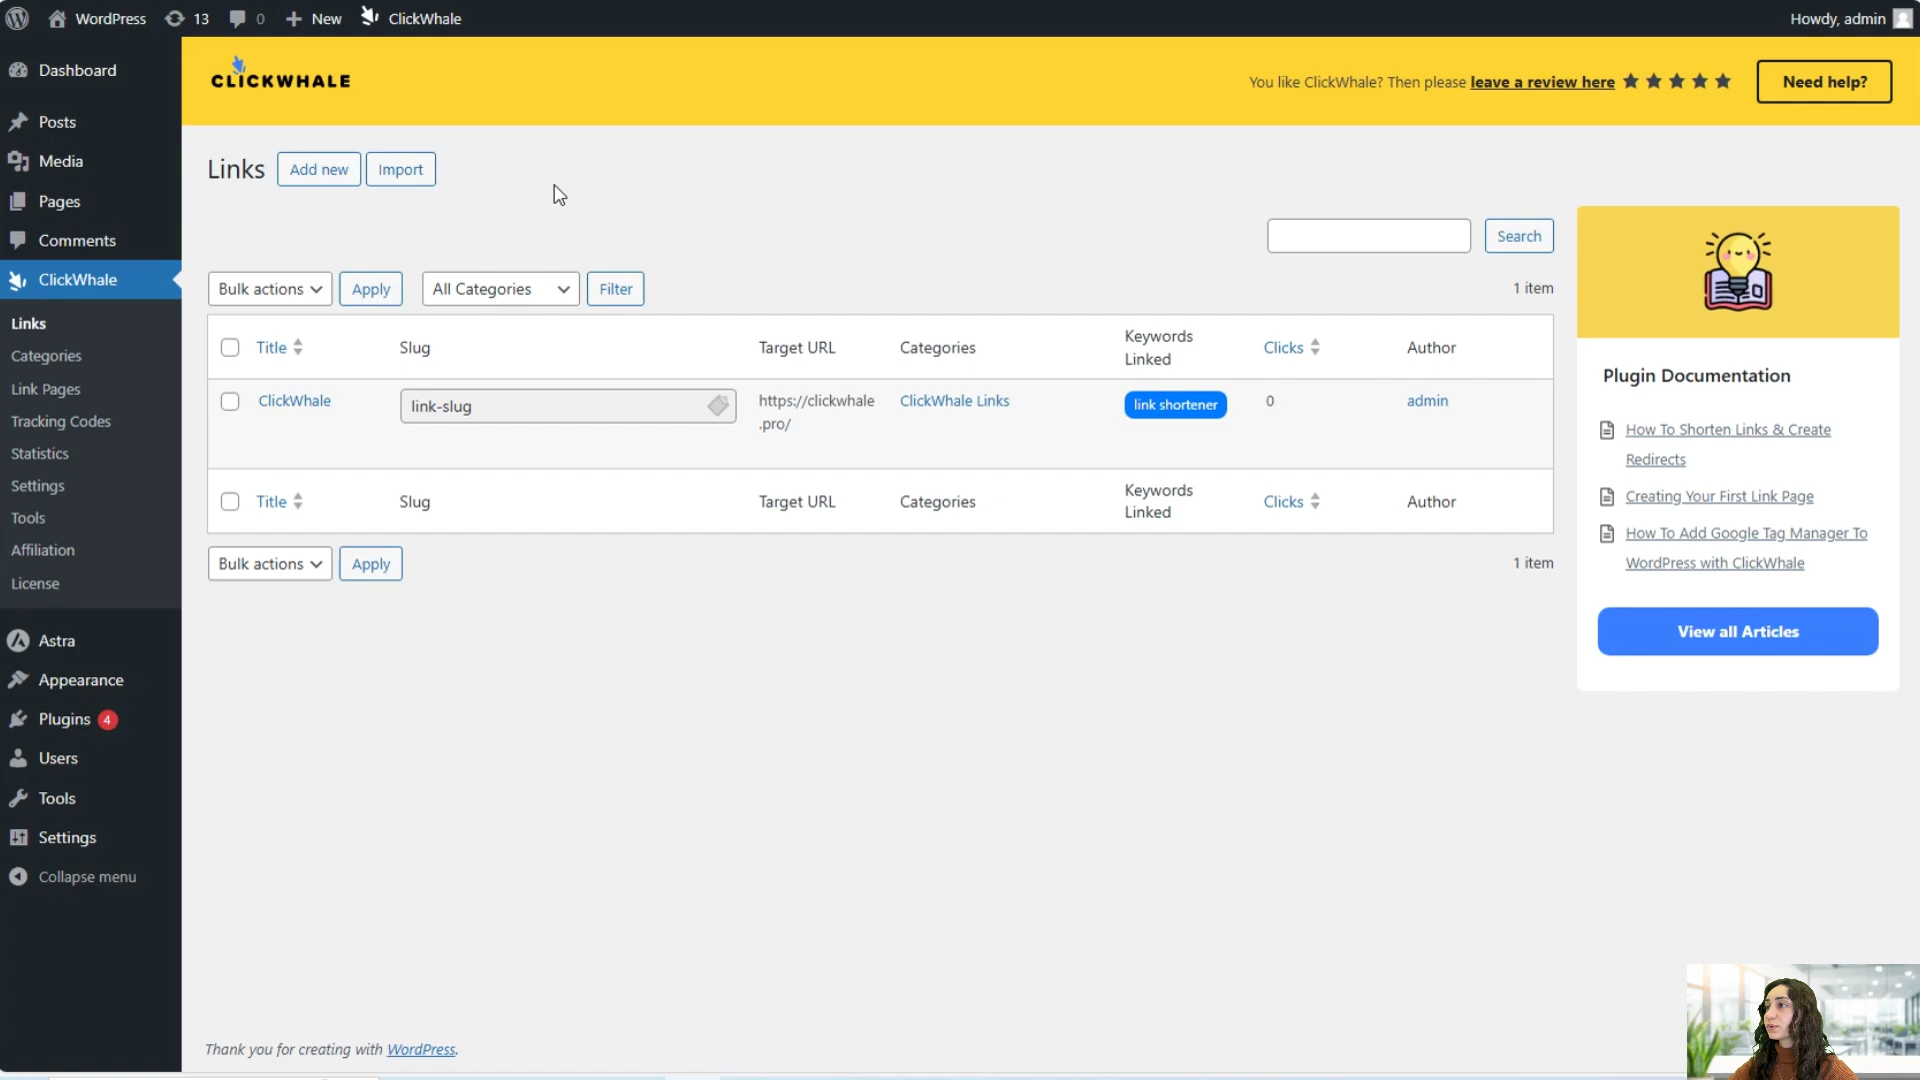 WordPress 13 0 New ClickWhale Howdy, admin
Dashboard
Posts
Media
Pages
Comments
ClickWhale
Links
Categories
Link Pages
Tracking Codes
Statistics
Settings
Tools
Affiliation
License
Astra
Appearance
Plugins 4
Users
Tools
Settings
Collapse menu
CLICKWHALE
You like ClickWhale? Then please leave a review here
Need help?
Links Add new Import
Search
Bulk actions Apply All Categories Filter 1 item
Title Slug Target URL Categories Keywords Linked Clicks Author
ClickWhale link-slug https://clickwhale ClickWhale Links link shortener 0 admin
.pro/
Title Slug Target URL Categories Keywords Linked Clicks Author
Bulk actions Apply 1 item
Plugin Documentation
How To Shorten Links & Create
Redirects
Creating Your First Link Page
How To Add Google Tag Manager To
WordPress with ClickWhale
View all Articles
Thank you for creating with WordPress.